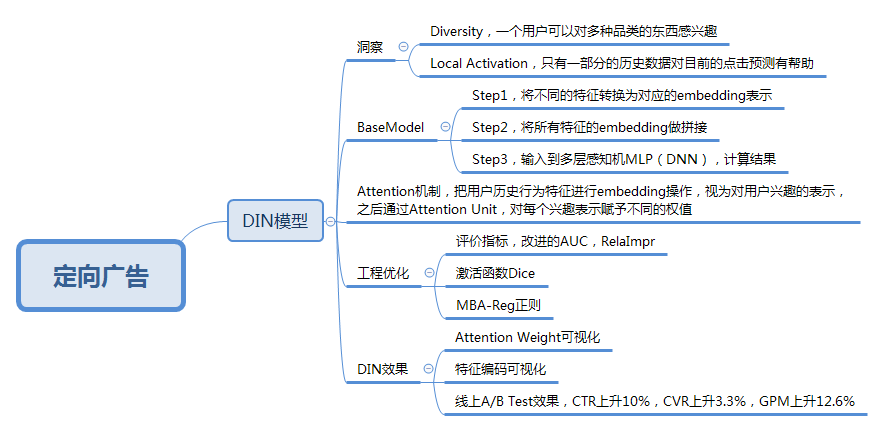 定向广告
DIN模型
洞察
Diversity，一个用户可以对多种品类的东西感兴趣
Local Activation，只有一部分的历史数据对目前的点击预测有帮助
BaseModel
Step1，将不同的特征转换为对应的embedding表示
Step2，将所有特征的embedding做拼接
Step3，输入到多层感知机MLP（DNN），计算结果
Attention机制，把用户历史行为特征进行embedding操作，视为对用户兴趣的表示，
之后通过Attention Unit，对每个兴趣表示赋予不同的权值
工程优化
评价指标，改进的AUC，RelaImpr
激活函数Dice
MBA-Reg正则
DIN效果
Attention Weight可视化
特征编码可视化
线上A/B Test效果，CTR上升10%，CVR上升3.3%，GPM上升12.6%